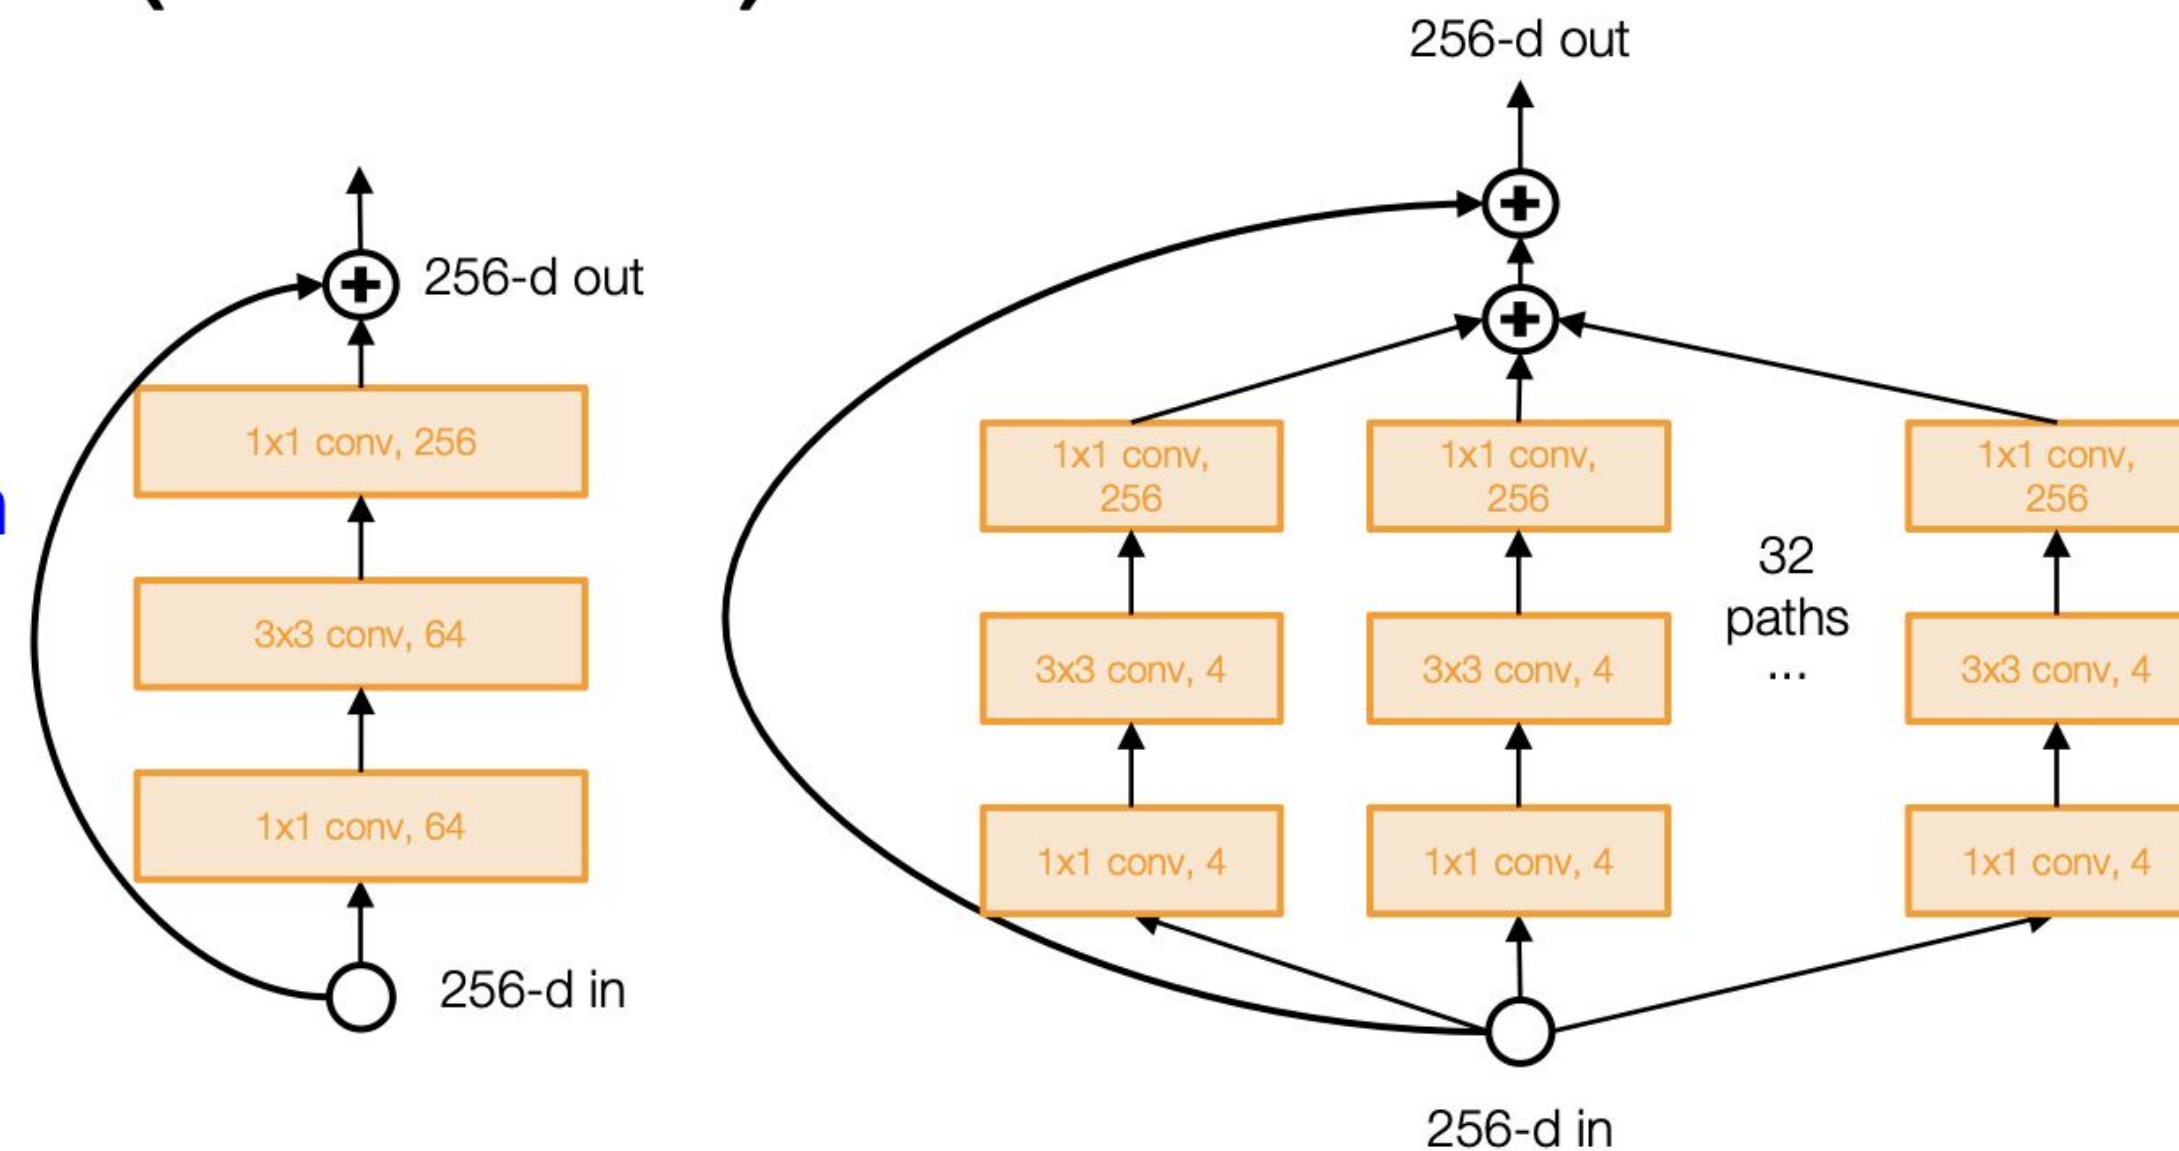 256-d out
1x1 conv, 256
3x3 conv, 64
1x1 conv, 64
256-d in
256-d out
1x1 conv,
256
1x1 conv,
256
1x1 conv,
256
32
paths
...
3x3 conv, 4
3x3 conv, 4
3x3 conv, 4
1x1 conv, 4
1x1 conv, 4
1x1 conv, 4
256-d in